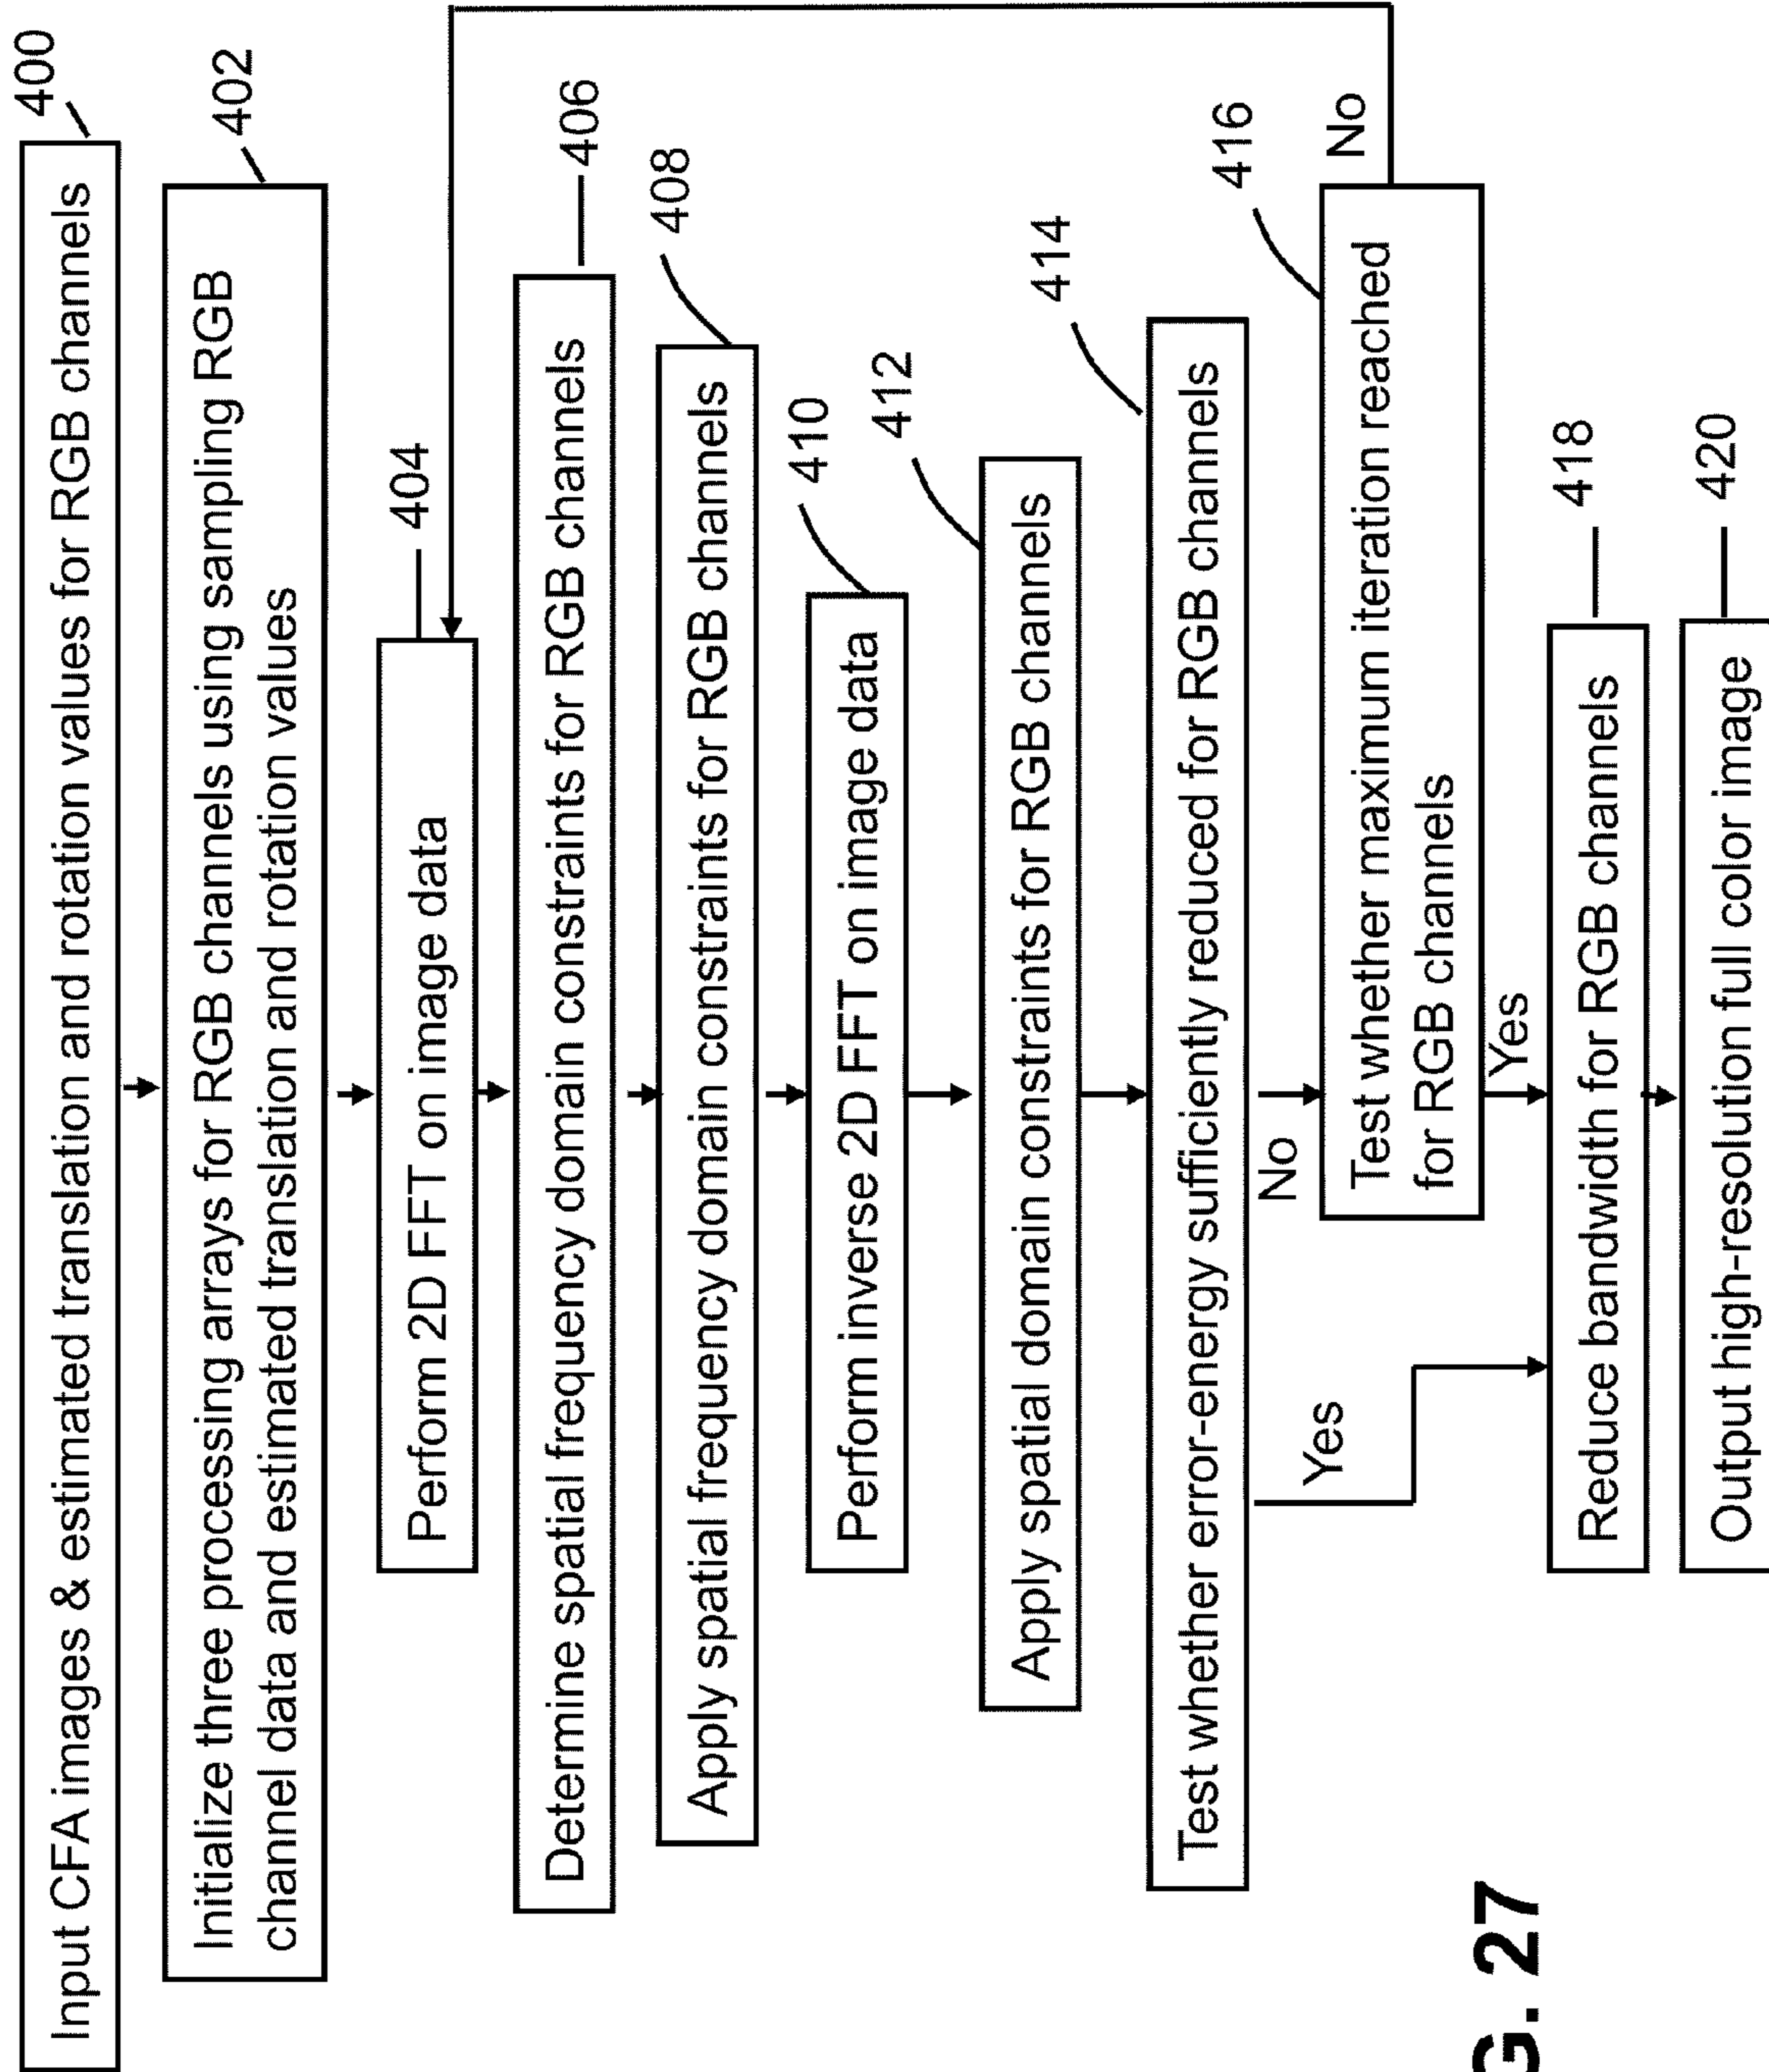 400
Input CFA images & estimated translation and rotation values for RGB channels
402
Initialize three processing arrays for RGB channels using sampling RGB
channel data and estimated translation and rotation values
404
Perform 2D FFT on image data
406
Determine spatial frequency domain constraints for RGB channels
408
Apply spatial frequency domain constraints for RGB channels
410
Perform inverse 2D FFT on image data
412
Apply spatial domain constraints for RGB channels
414
Test whether error-energy sufficiently reduced for RGB channels
No
Yes
416
Test whether maximum iteration reached
for RGB channels
No
Yes
418
Reduce bandwidth for RGB channels
420
Output high-resolution full color image
G. 27